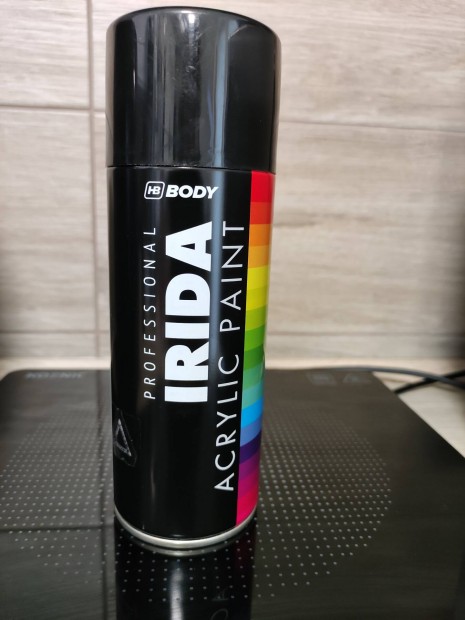 HB BODY
PROFESSIONAL
IRIDA
ACRYLIC PAINT